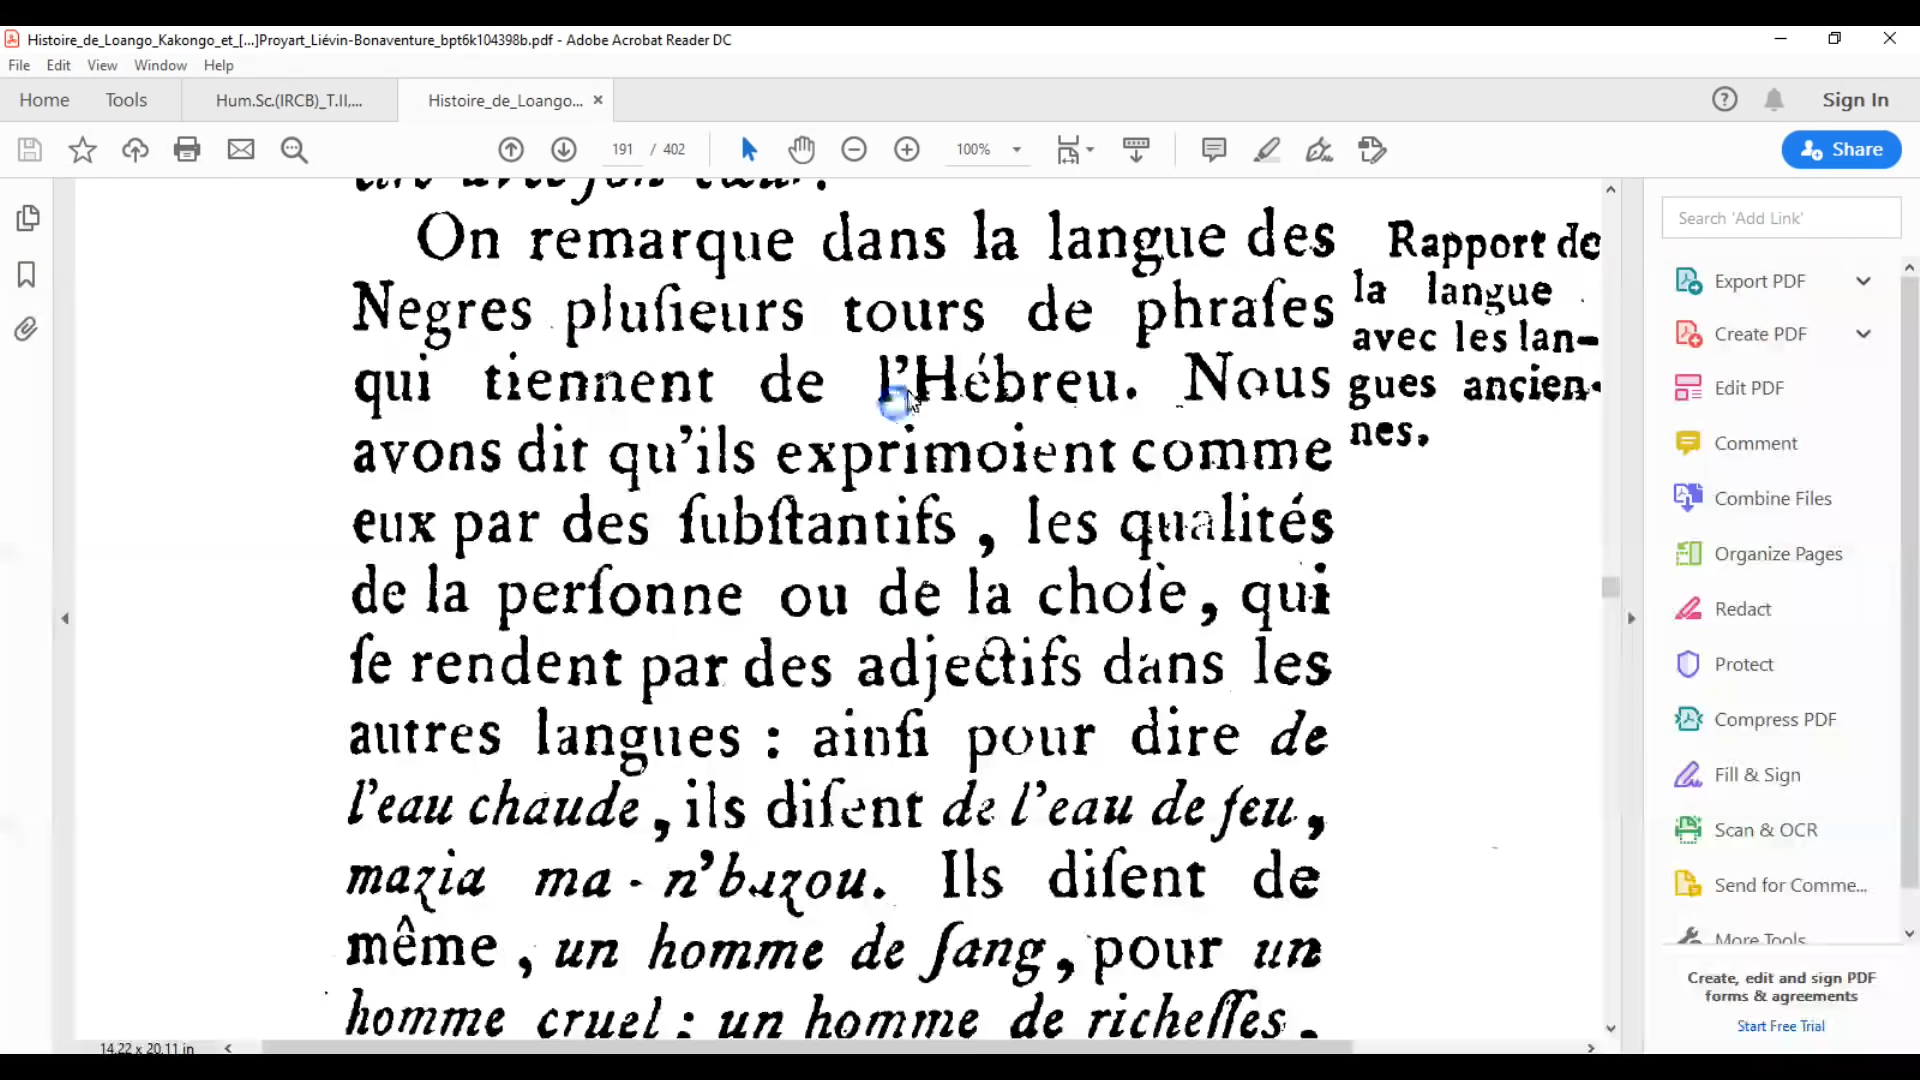 Histoire_de_Loango_Kakongo_et_[...]Proyart_Liévin-Bonaventure_bpt6k104398b.pdf - Adobe Acrobat Reader DC
File Edit View Window Help
Home Tools Hum.Sc.(IRCB)_T.II,... Histoire_de_Loango... × Sign In
191 / 402 100% Share
On remarque dans la langue des
Negres pluſieurs tours de phraſes
qui tiennent de l'Hébreu. Nous
avons dit qu'ils exprimoient comme
eux par des ſubſtantifs, les qualités
de la perſonne ou de la choſe, qui
ſe rendent par des adjectifs dans les
autres langues : ainſi pour dire de
l'eau chaude, ils diſent de l'eau de feu,
mazia ma-n'bazou. Ils diſent de
même, un homme de ſang, pour un
homme cruel : un homme de richeſſes,
Rapport de
la langue
avec les lan-
gues ancien-
nes.
14.22 x 20.11 in
Search 'Add Link'
Export PDF
Create PDF
Edit PDF
Comment
Combine Files
Organize Pages
Redact
Protect
Compress PDF
Fill & Sign
Scan & OCR
Send for Comme...
More Tools
Create, edit and sign PDF
forms & agreements
Start Free Trial